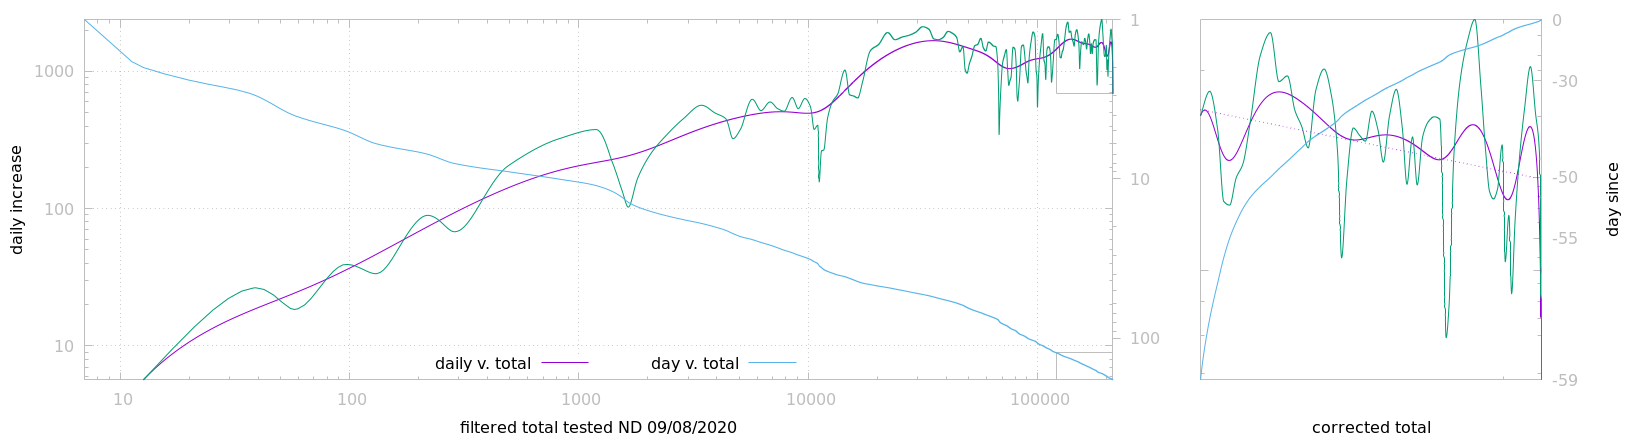 1000
100
10
daily increase
10
100
1000
10000
100000
filtered total tested ND 09/08/2020
daily v. total
day v. total
1
10
100
0
-30
-50
-55
-59
day since
corrected total